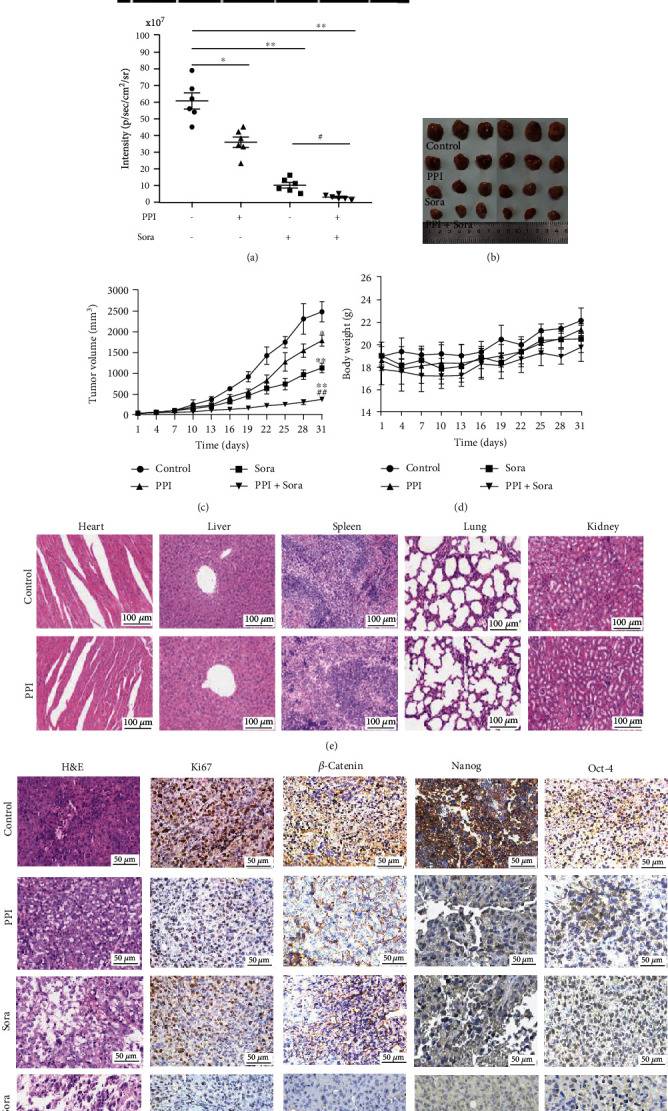 x10⁷
**
**
*
#
100
90
80
70
60
50
40
30
20
10
0
Intensity (p/sec/cm²/sr)
PPI - + - +
Sora - - + +
(a)
Control
PPI
Sora
PPI + Sora
(b)
3000
2500
2000
1500
1000
500
0
Tumor volume (mm³)
*
**
**
##
1 4 7 10 13 16 19 22 25 28 31
Time (days)
Control Sora
PPI PPI + Sora
(c)
26
24
22
20
18
16
14
Body weight (g)
1 4 7 10 13 16 19 22 25 28 31
Time (days)
Control Sora
PPI PPI + Sora
(d)
Heart Liver Spleen Lung Kidney
Control
100 μm 100 μm 100 μm 100 μm 100 μm
PPI
100 μm 100 μm 100 μm 100 μm 100 μm
(e)
H&E Ki67 β-Catenin Nanog Oct-4
Control
50 μm 50 μm 50 μm 50 μm 50 μm
PPI
50 μm 50 μm 50 μm 50 μm 50 μm
Sora
50 μm 50 μm 50 μm 50 μm 50 μm
Sora